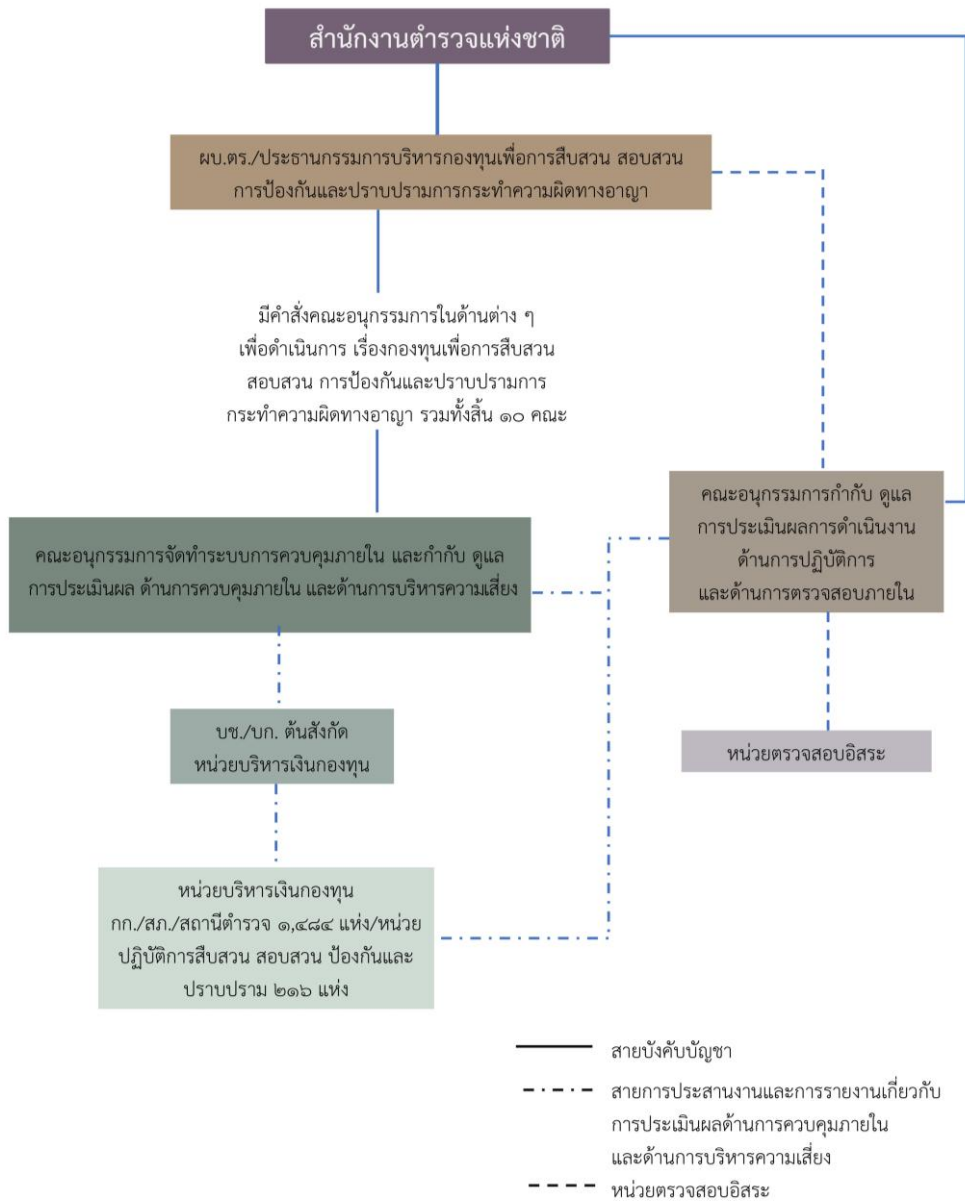 สำนักงานตำรวจแห่งชาติ
ผบ.ตร./ประธานกรรมการบริหารกองทุนเพื่อการสืบสวน สอบสวน
การป้องกันและปราบปรามการกระทำความผิดทางอาญา
มีคำสั่งคณะอนุกรรมการในด้านต่าง ๆ
เพื่อดำเนินการ เรื่องกองทุนเพื่อการสืบสวน
สอบสวน การป้องกันและปราบปรามการ
กระทำความผิดทางอาญา รวมทั้งสิ้น ๑๐ คณะ
คณะอนุกรรมการกำกับ ดูแล
การประเมินผลการดำเนินงาน
ด้านการปฏิบัติการ
และด้านการตรวจสอบภายใน
คณะอนุกรรมการจัดทำระบบการควบคุมภายใน และกำกับ ดูแล
การประเมินผล ด้านการควบคุมภายใน และด้านการบริหารความเสี่ยง
บช./บก. ต้นสังกัด
หน่วยบริหารเงินกองทุน
หน่วยตรวจสอบอิสระ
หน่วยบริหารเงินกองทุน
กก./สภ./สถานีตำรวจ ๑,๔๘๔ แห่ง/หน่วย
ปฏิบัติการสืบสวน สอบสวน ป้องกันและ
ปราบปราม ๒๑๖ แห่ง
สายบังคับบัญชา
สายการประสานงานและการรายงานเกี่ยวกับ
การประเมินผลด้านการควบคุมภายใน
และด้านการบริหารความเสี่ยง
หน่วยตรวจสอบอิสระ